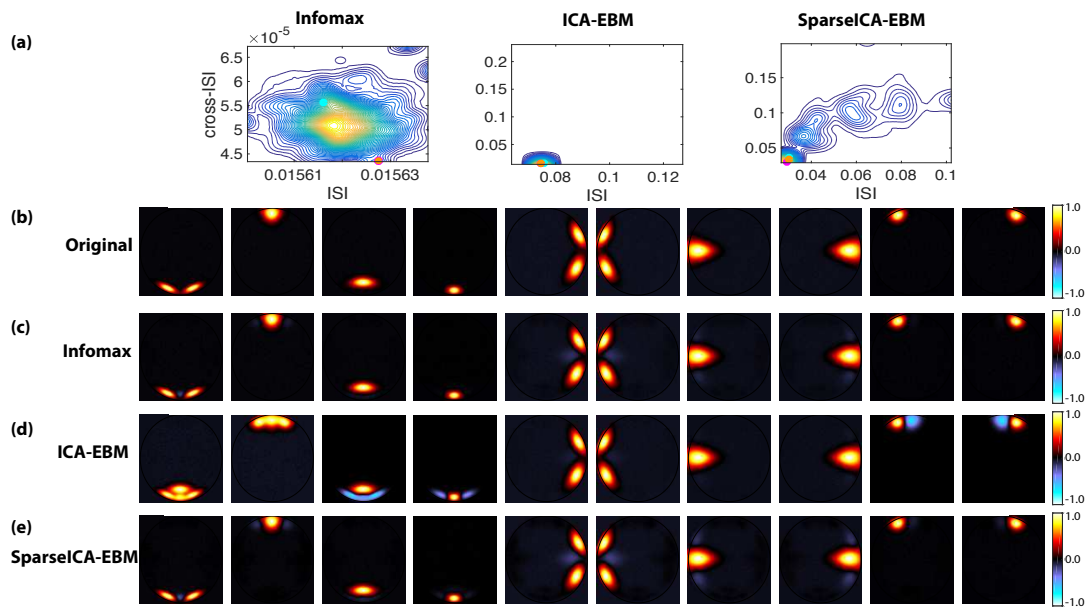 Infomax
ICA-EBM
SparseICA-EBM
(a)
×10⁻⁵
cross-ISI
6.5
6
5.5
5
4.5
0.01561
0.01563
ISI
0.2
0.15
0.1
0.05
0.08
0.1
0.12
ISI
0.15
0.1
0.05
0.04
0.06
0.08
0.1
ISI
(b)
Original
1.0
0.0
-1.0
(c)
Infomax
1.0
0.0
-1.0
(d)
ICA-EBM
1.0
0.0
-1.0
(e)
SparseICA-EBM
1.0
0.0
-1.0